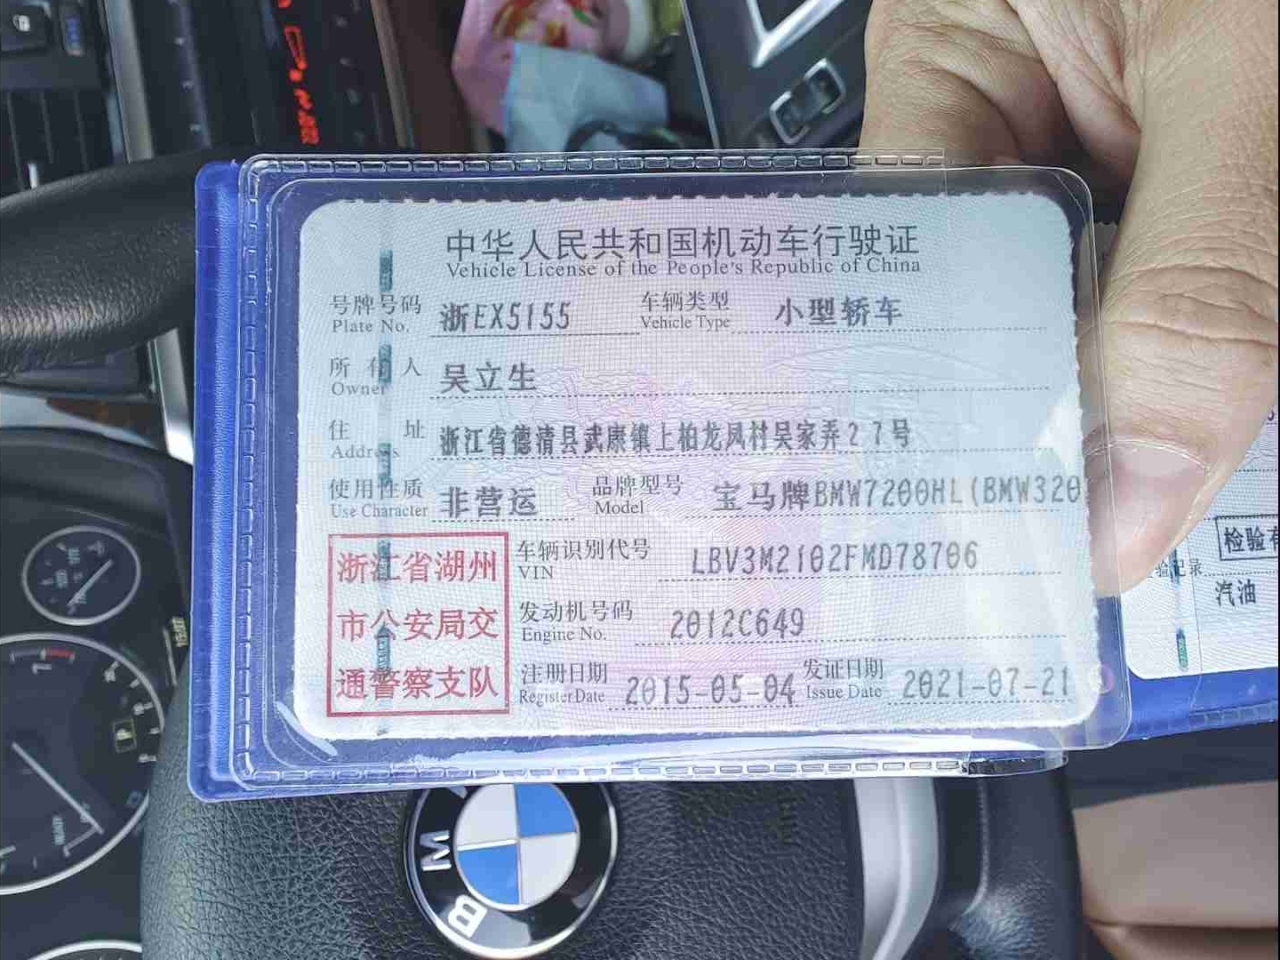 中华人民共和国机动车行驶证
Vehicle License of the People's Republic of China
号牌号码 浙EX5155 车辆类型 小型轿车
Plate No. Vehicle Type
所有人 吴立生
Owner
住址 浙江省德清县武康镇上柏龙凤村吴家弄27号
Address
使用性质 非营运 品牌型号 宝马牌BMW7200HL(BMW320
Use Character Model
浙江省湖州
市公安局交
通警察支队
车辆识别代号 LBV3M2102FMD78706
VIN
发动机号码 2012C649
Engine No.
注册日期 2015-05-04 发证日期 2021-07-21
Register Date Issue Date
检验有
验记录
汽油
BMW